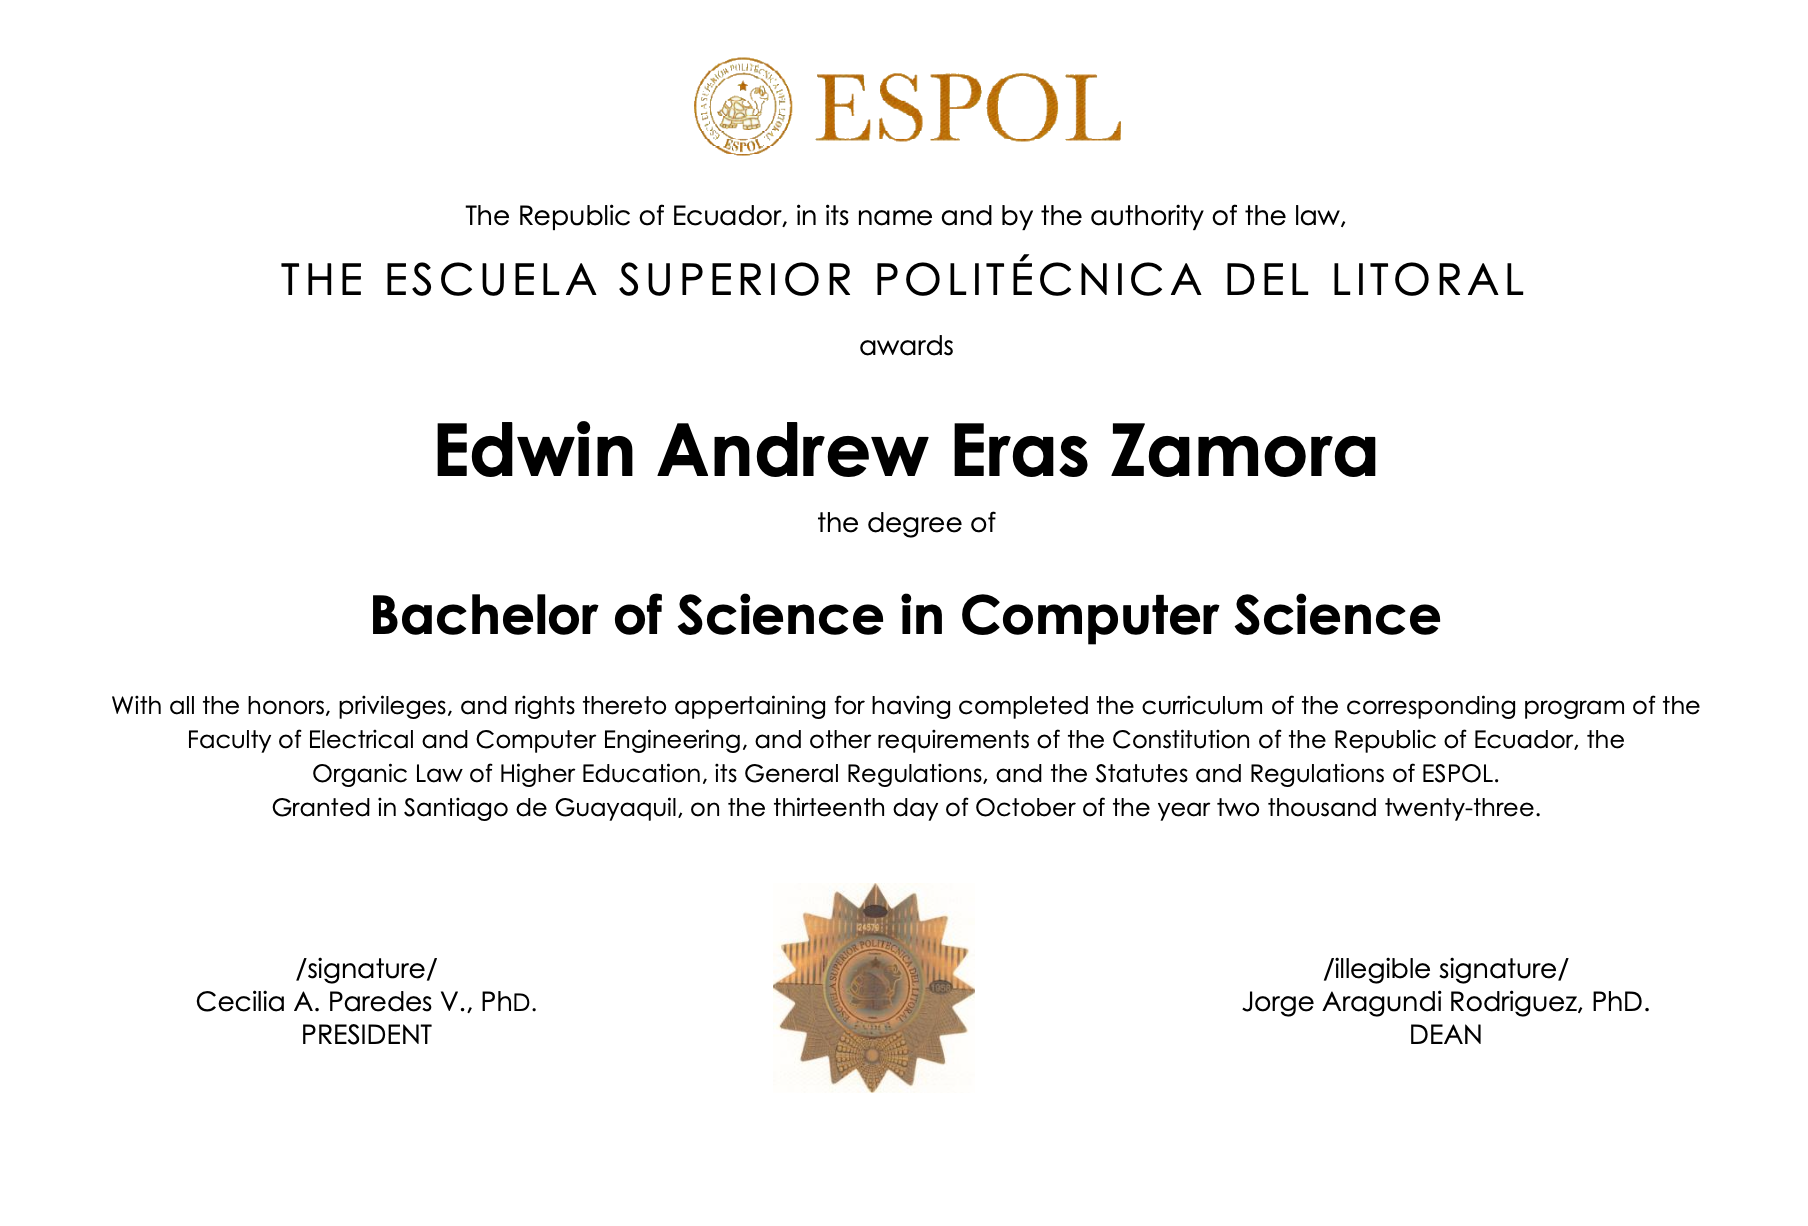 ESCUELA SUPERIOR POLITÉCNICA DEL LITORAL
ESPOL
ESPOL
The Republic of Ecuador, in its name and by the authority of the law,
THE ESCUELA SUPERIOR POLITÉCNICA DEL LITORAL
awards
Edwin Andrew Eras Zamora
the degree of
Bachelor of Science in Computer Science
With all the honors, privileges, and rights thereto appertaining for having completed the curriculum of the corresponding program of the
Faculty of Electrical and Computer Engineering, and other requirements of the Constitution of the Republic of Ecuador, the
Organic Law of Higher Education, its General Regulations, and the Statutes and Regulations of ESPOL.
Granted in Santiago de Guayaquil, on the thirteenth day of October of the year two thousand twenty-three.
24579
ESCUELA SUPERIOR POLITECNICA DEL LITORAL
1958
ESPOL
/signature/
Cecilia A. Paredes V., PhD.
PRESIDENT
/illegible signature/
Jorge Aragundi Rodriguez, PhD.
DEAN